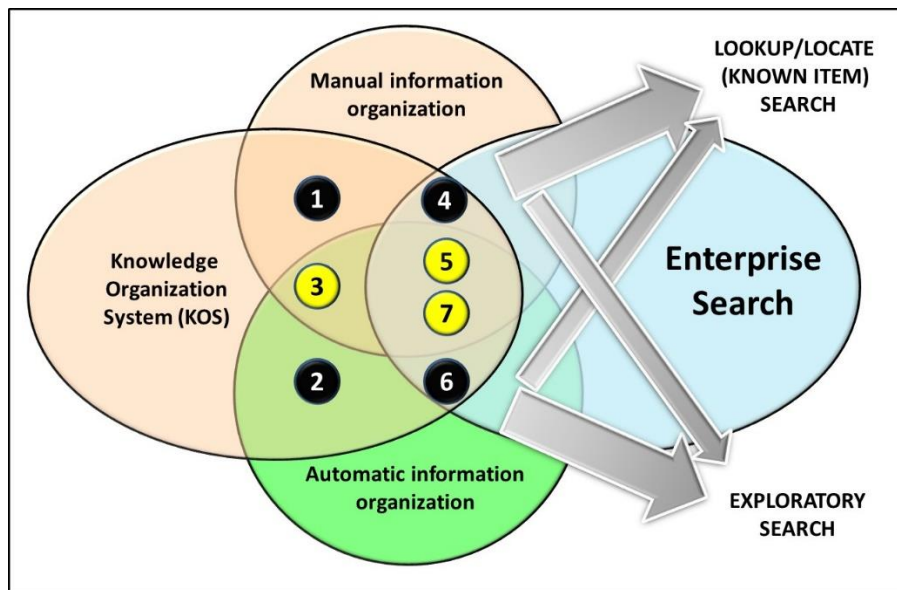 Manual information
organization
LOOKUP/LOCATE
(KNOWN ITEM)
SEARCH
1
4
Knowledge
Organization
System (KOS)
3
5
7
Enterprise
Search
2
6
Automatic information
organization
EXPLORATORY
SEARCH